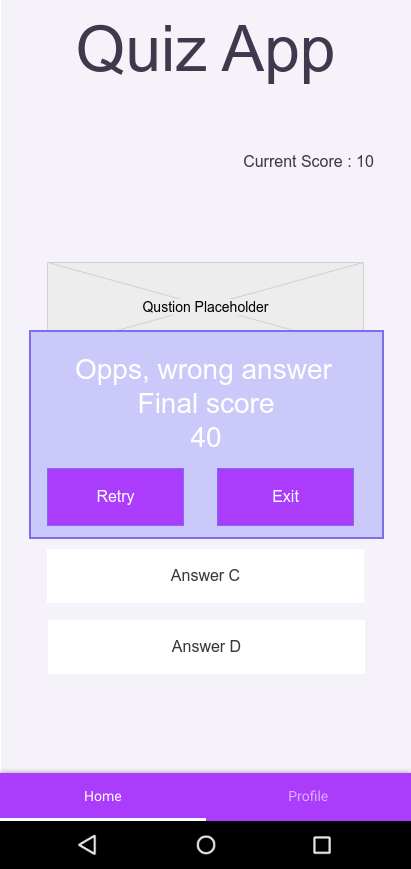 Quiz App
Current Score : 10
Qustion Placeholder
Opps, wrong answer
Final score
40
Retry
Exit
Answer C
Answer D
Home
Profile